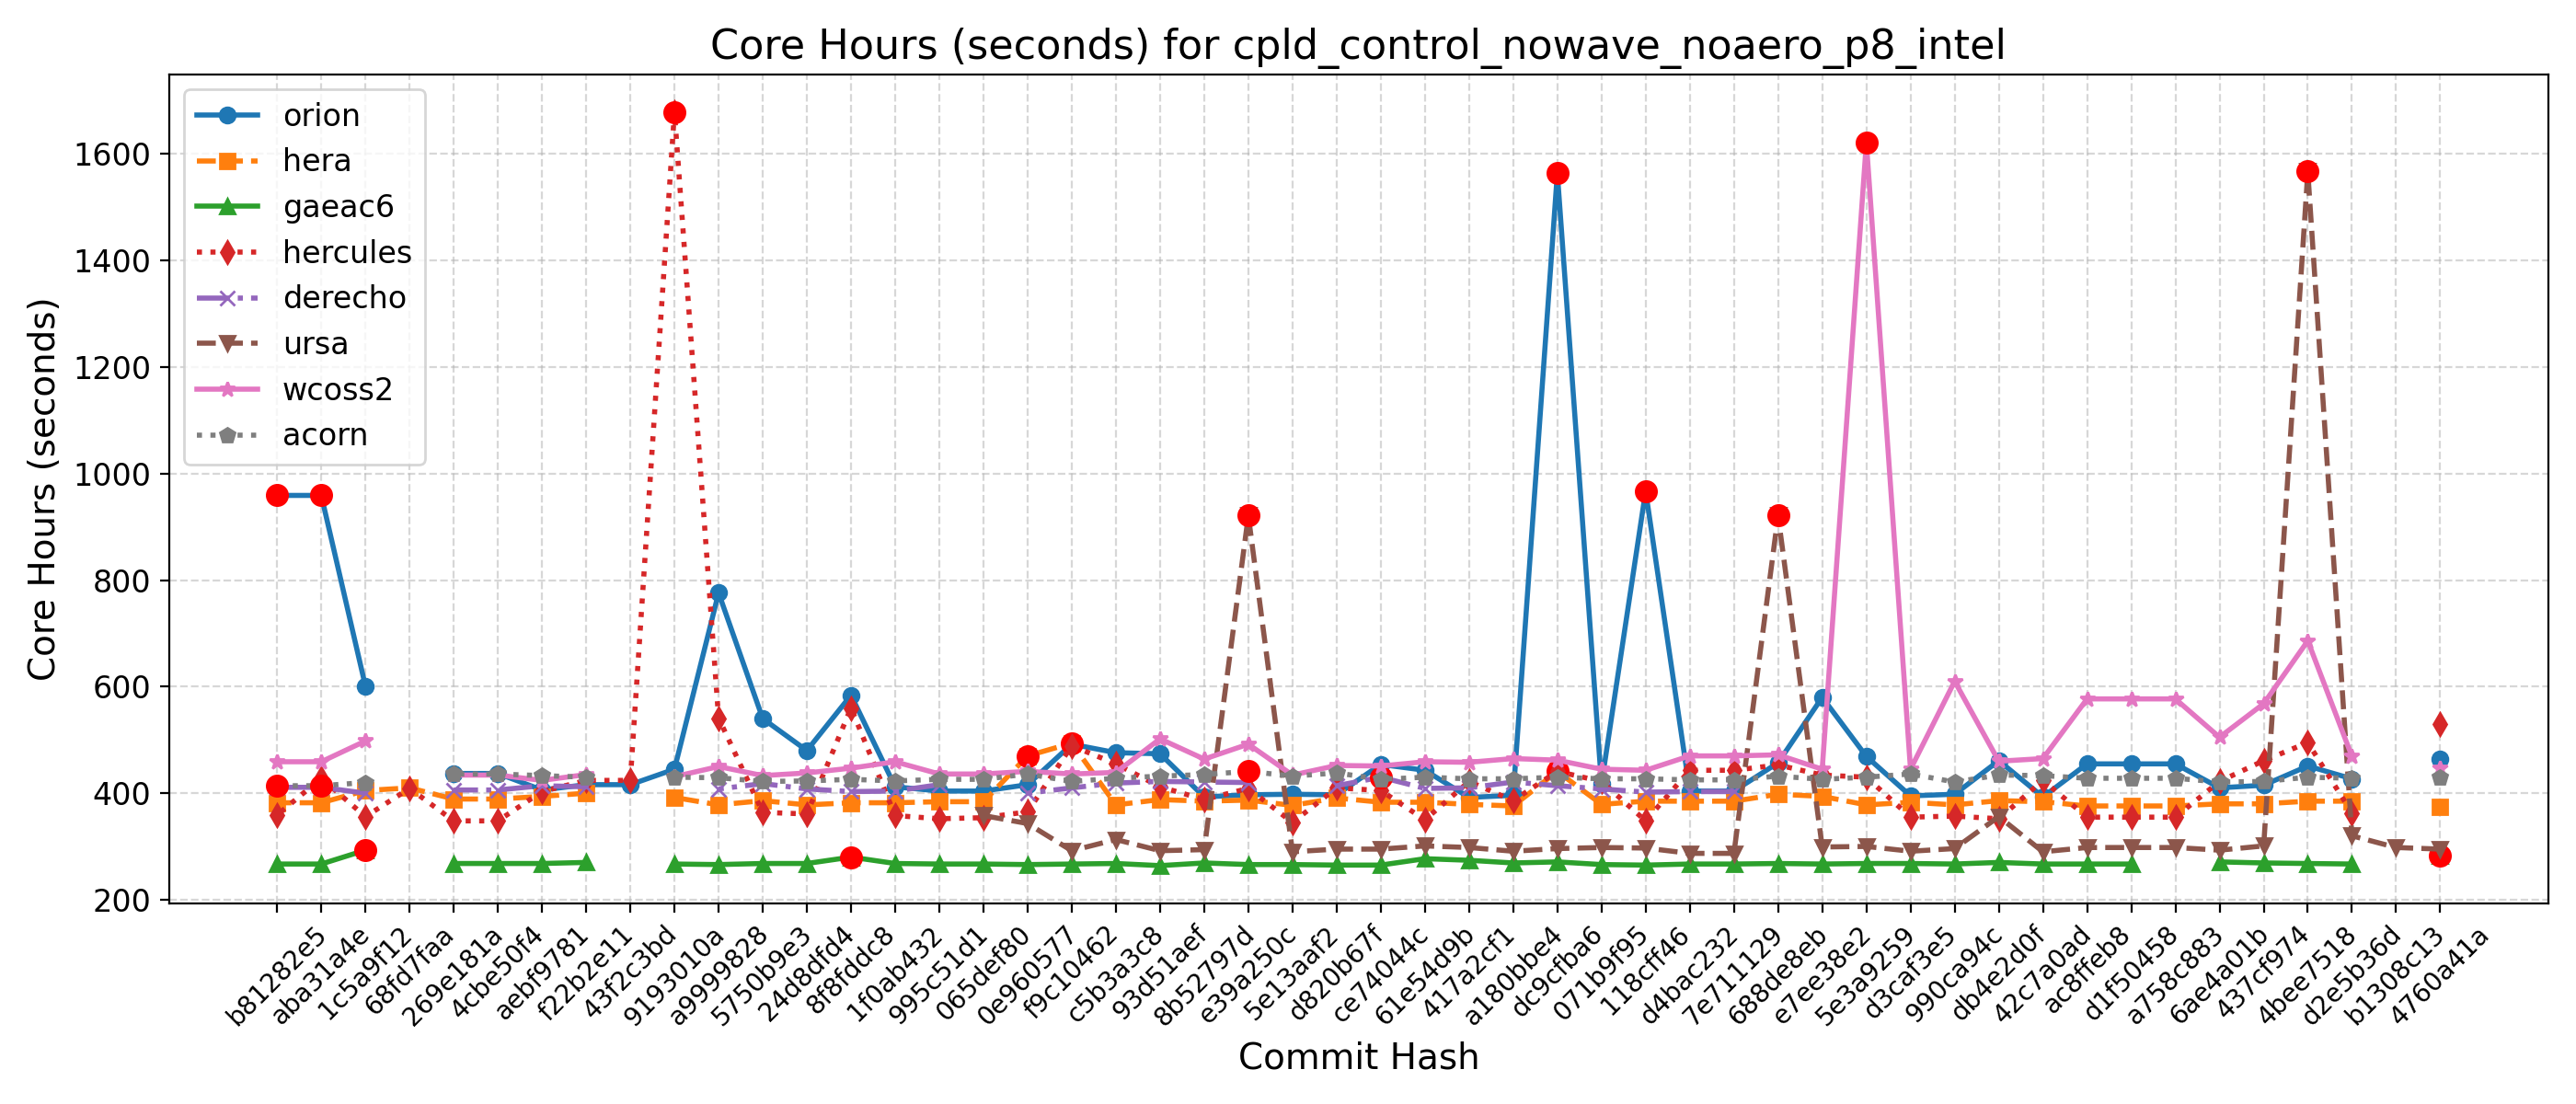 Core Hours (seconds) for cpld_control_nowave_noaero_p8_intel
orion
hera
gaeac6
hercules
derecho
ursa
wcoss2
acorn
Core Hours (seconds)
1600
1400
1200
1000
800
600
400
200
b81282e5
aba31a4e
1c5a9f12
68fd7faa
269e181a
4cbe50f4
aebf9781
f22b2e11
43f2c3bd
9193010a
a9999828
5750b9e3
24d8dfd4
8f8fddc8
1f0ab432
995c51d1
065def80
0e960577
f9c10462
c5b3a3c8
93d51aef
8b52797d
e39a250c
5e13aaf2
d820b67f
ce74044c
61e54d9b
417a2cf1
a180bbe4
dc9cfba6
071b9f95
118cff46
d4bac232
7e711129
688de8eb
e7ee38e2
5e3a9259
d3caf3e5
990ca94c
db4e2d0f
42c7a0ad
ac8ffeb8
d1f50458
a758c883
6ae4a01b
437cf974
4bee7518
d2e5b36d
b1308c13
4760a41a
Commit Hash